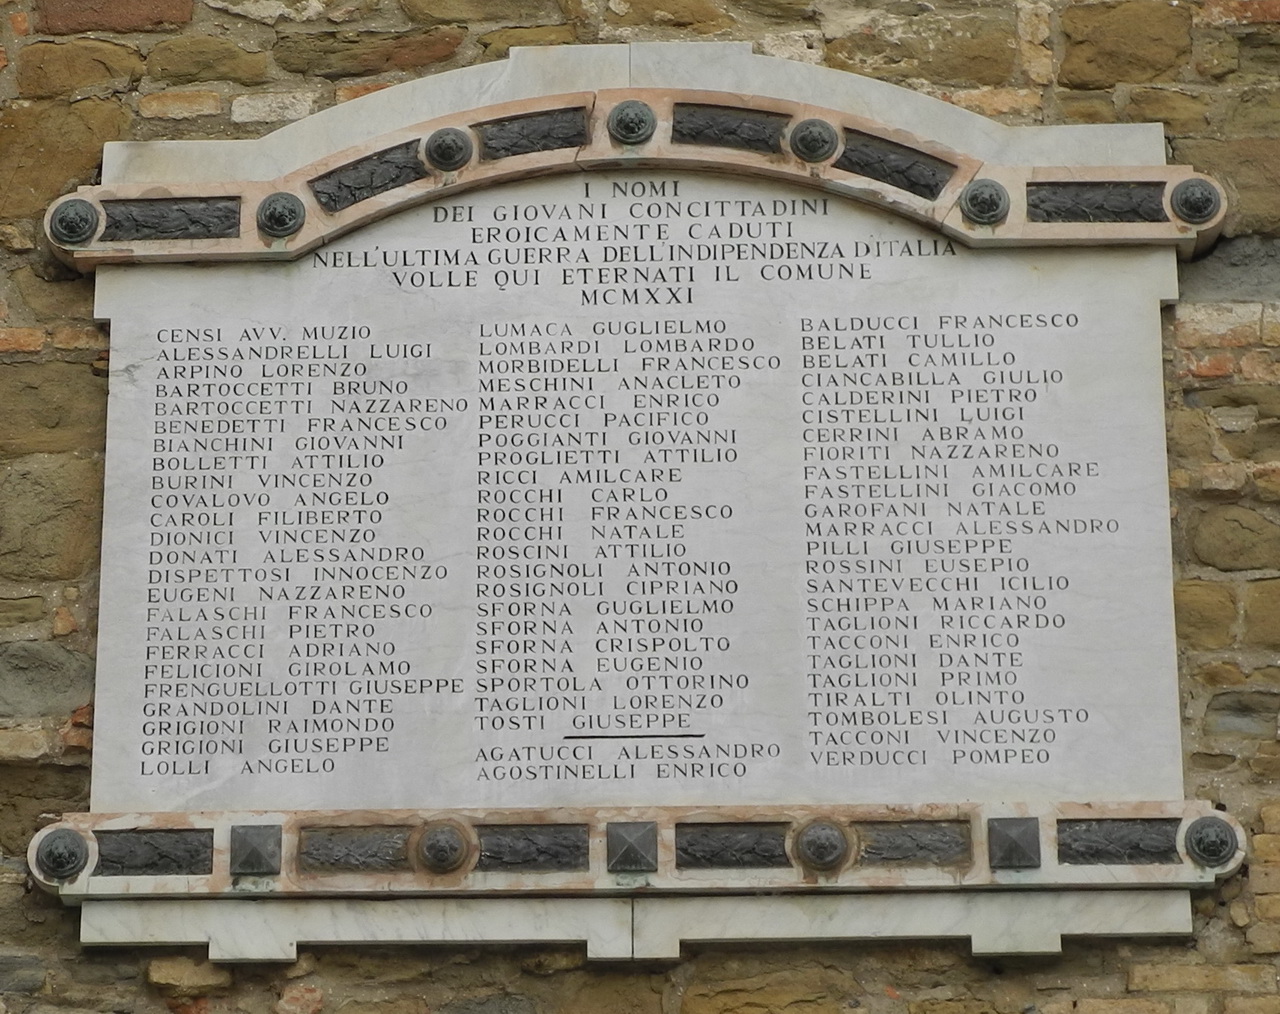 I NOMI
DEI GIOVANI CONCITTADINI
EROICAMENTE CADUTI
NELL'ULTIMA GUERRA DELL'INDIPENDENZA D'ITALIA
VOLLE QUI ETERNATI IL COMUNE
MCMXXI
CENSI AVV. MUZIO
ALESSANDRELLI LUIGI
ARPINO LORENZO
BARTOCCETTI BRUNO
BARTOCCETTI NAZZARENO
BENEDETTI FRANCESCO
BIANCHINI GIOVANNI
BOLLETTI ATTILIO
BURINI VINCENZO
COVALOVO ANGELO
CAROLI FILIBERTO
DIONISI VINCENZO
DONATI ALESSANDRO
DISPETTOSI INNOCENZO
EUGENI NAZZARENO
FALASCHI FRANCESCO
FALASCHI PIETRO
FERRACCI ADRIANO
FELICIONI GIROLAMO
FRENGUELLOTTI GIUSEPPE
GRANDOLINI DANTE
GRIGIONI RAIMONDO
GRIGIONI GIUSEPPE
LOLLI ANGELO
LUMACA GUGLIELMO
LOMBARDI LOMBARDO
MORBIDELLI FRANCESCO
MESCHINI ANACLETO
MARRACCI ENRICO
PERUCCI PACIFICO
POGGIANTI GIOVANNI
PROGLIETTI ATTILIO
RICCI AMILCARE
ROCCHI CARLO
ROCCHI FRANCESCO
ROCCHI NATALE
ROSCINI ATTILIO
ROSIGNOLI ANTONIO
ROSIGNOLI CIPRIANO
SFORNA GUGLIELMO
SFORNA ANTONIO
SFORNA CRISPOLTO
SFORNA EUGENIO
SPORTOLA OTTORINO
TAGLIONI LORENZO
TOSTI GIUSEPPE
AGATUCCI ALESSANDRO
AGOSTINELLI ENRICO
BALDUCCI FRANCESCO
BELATI TULLIO
BELATI CAMILLO
CIANCABILLA GIULIO
CALDERINI PIETRO
CISTELLINI LUIGI
CERRINI ABRAMO
FIORITI NAZZARENO
FASTELLINI AMILCARE
FASTELLINI GIACOMO
GAROFANI NATALE
MARRACCI ALESSANDRO
PILLI GIUSEPPE
ROSSINI EUSEPIO
SANTEVECCHI ICILIO
SCHIPPA MARIANO
TAGLIONI RICCARDO
TACCONI ENRICO
TAGLIONI DANTE
TIRALTI PRIMO
TIRALTI OLINTO
TOMBOLESI AUGUSTO
TACCONI VINCENZO
VERDUCCI POMPEO